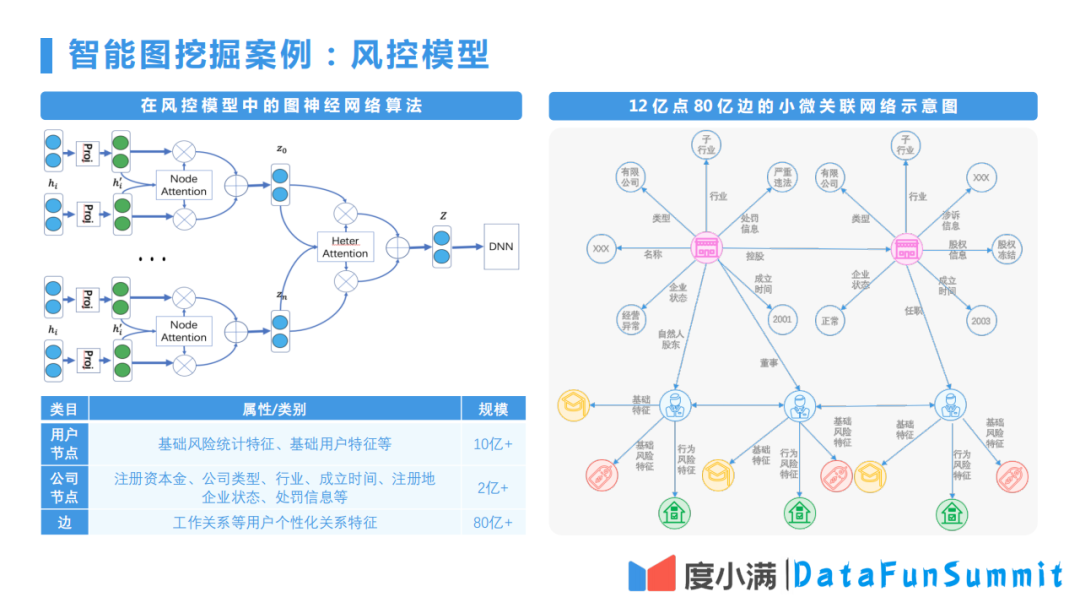 智能图挖掘案例：风控模型
在风控模型中的图神经网络算法
Proj
h_i
h_i'
Proj
Node
Attention
z_0
Proj
h_i
h_i'
Proj
Node
Attention
z_n
Heter
Attention
Z
DNN
类目 属性/类别 规模
用户
节点
基础风险统计特征、基础用户特征等 10亿+
公司
节点
注册资本金、公司类型、行业、成立时间、注册地
企业状态、处罚信息等
2亿+
边 工作关系等用户个性化关系特征 80亿+
12亿点80亿边的小微关联网络示意图
子
行业
有限
公司
严重
违法
行业
类型
处罚
信息
XXX
名称
控股
企业
状态
成立
时间
经营
异常
2001
自然人
股东
董事
子
行业
有限
公司
XXX
行业
类型
涉诉
信息
股权
信息
股权
冻结
企业
状态
成立
时间
正常
任职
2003
基础
特征
基础
风险
特征
行为
风险
特征
基础
特征
行为
风险
特征
基础
风险
特征
基础
特征
行为
风险
特征
基础
风险
特征
度小满
DataFunSummit